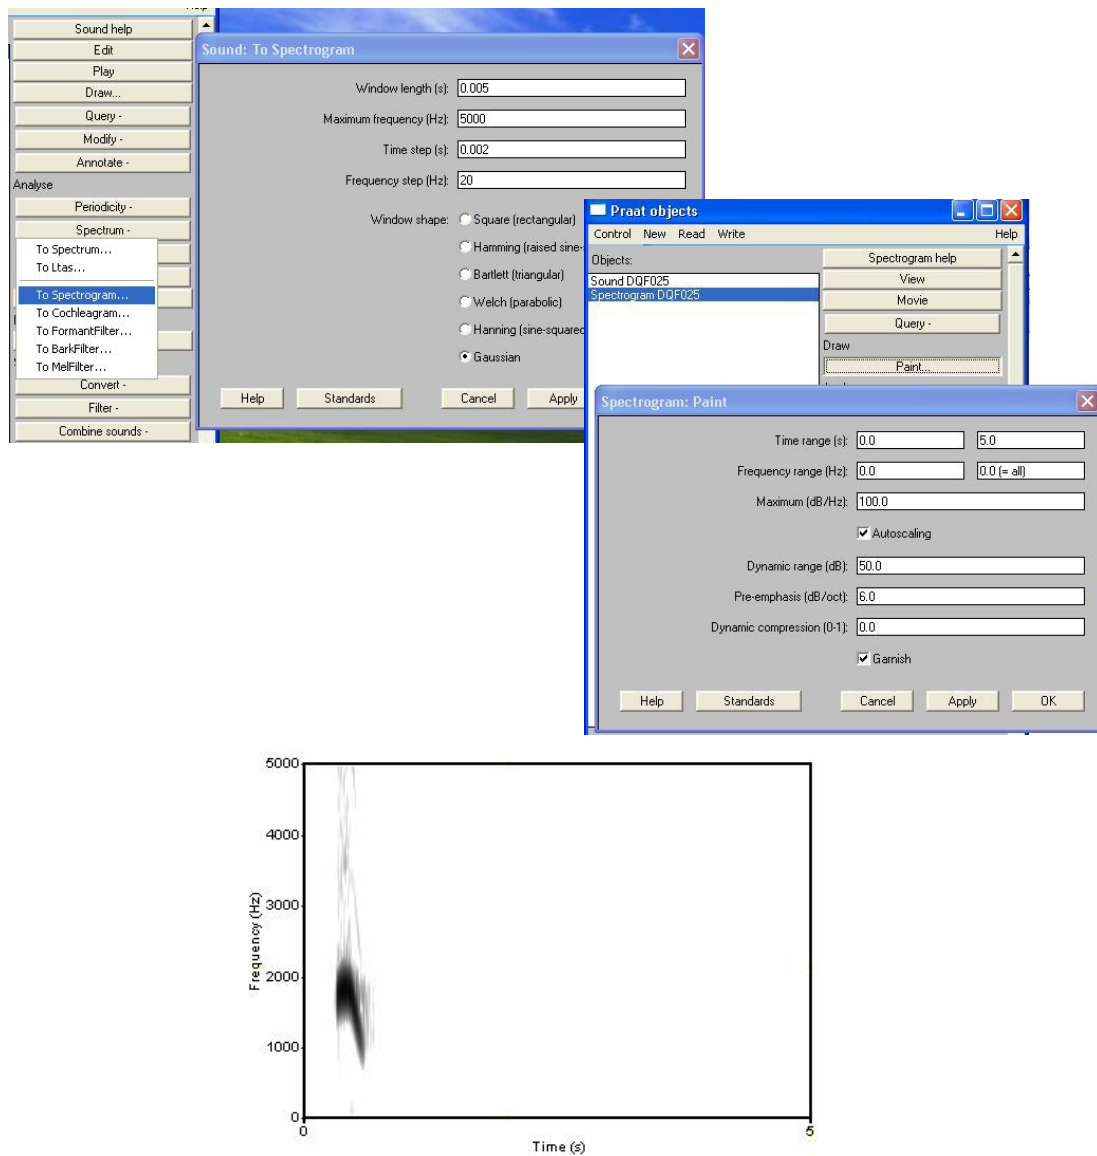 Help
Sound help
Edit
Play
Draw...
Query -
Modify -
Annotate -
Analyse
Periodicity -
Spectrum -
To Spectrum...
To Ltas...
To Spectrogram...
To Cochleagram...
To FormantFilter...
To BarkFilter...
To MelFilter...
Convert -
Filter -
Combine sounds -
Sound: To Spectrogram
Window length (s): 0.005
Maximum frequency (Hz): 5000
Time step (s): 0.002
Frequency step (Hz): 20
Window shape: Square (rectangular)
Hamming (raised sine-
Bartlett (triangular)
Welch (parabolic)
Hanning (sine-squared
Gaussian
Help Standards Cancel Apply
Praat objects
Control New Read Write Help
Objects:
Sound DQF025
Spectrogram DQF025
Spectrogram help
View
Movie
Query -
Draw
Paint...
Spectrogram: Paint
Time range (s): 0.0 5.0
Frequency range (Hz): 0.0 0.0 (= all)
Maximum (dB/Hz): 100.0
Autoscaling
Dynamic range (dB): 50.0
Pre-emphasis (dB/oct): 6.0
Dynamic compression (0-1): 0.0
Garnish
Help Standards Cancel Apply OK
5000
4000
3000
2000
1000
0
Frequency (Hz)
0 5
Time (s)